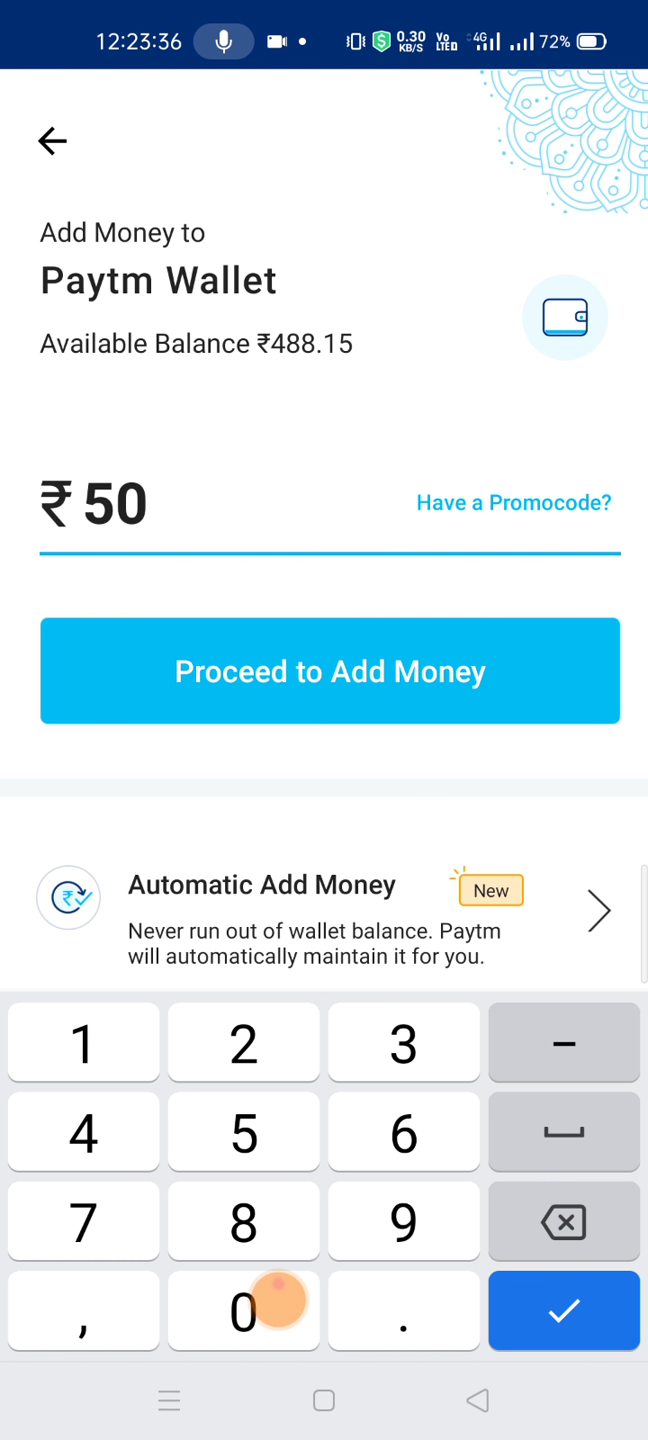 12:23:36 0.30 KB/S Vo LTED 4G 72%
Add Money to
Paytm Wallet
Available Balance ₹488.15
₹ 50 Have a Promocode?
Proceed to Add Money
Automatic Add Money New
Never run out of wallet balance. Paytm
will automatically maintain it for you.
1 2 3 –
4 5 6
7 8 9
, 0 .